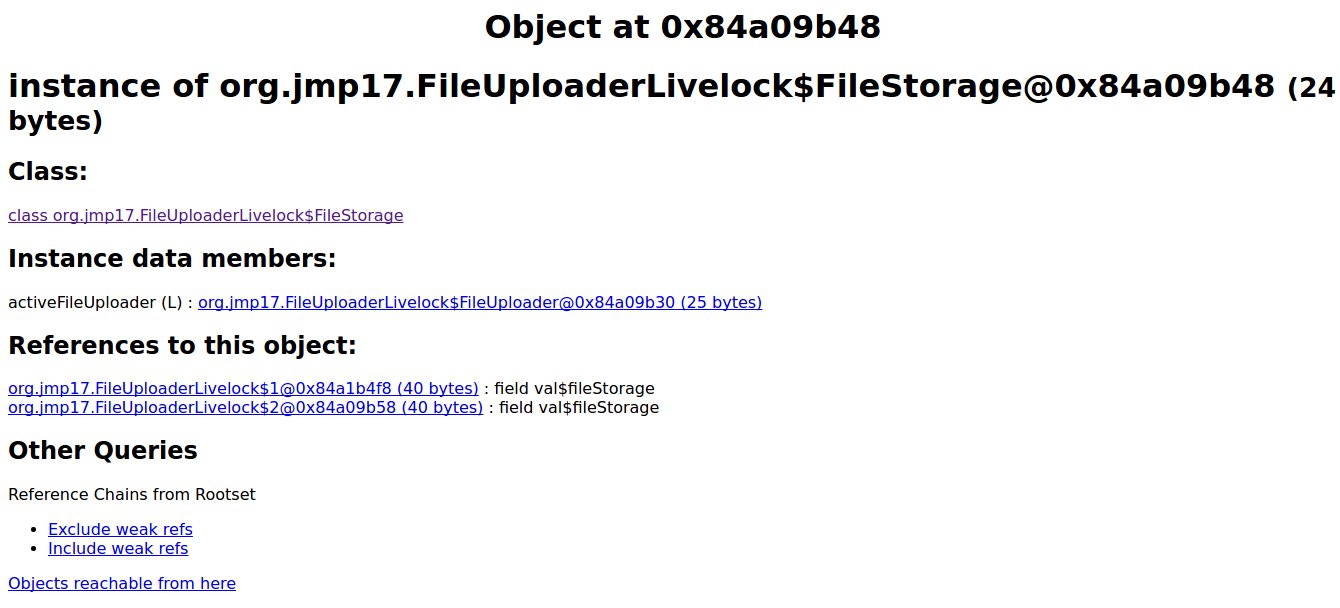 Object at 0x84a09b48
instance of org.jmp17.FileUploaderLivelock$FileStorage@0x84a09b48 (24
bytes)
Class:
class org.jmp17.FileUploaderLivelock$FileStorage
Instance data members:
activeFileUploader (L) : org.jmp17.FileUploaderLivelock$FileUploader@0x84a09b30 (25 bytes)
References to this object:
org.jmp17.FileUploaderLivelock$1@0x84a1b4f8 (40 bytes) : field val$fileStorage
org.jmp17.FileUploaderLivelock$2@0x84a09b58 (40 bytes) : field val$fileStorage
Other Queries
Reference Chains from Rootset
• Exclude weak refs
• Include weak refs
Objects reachable from here